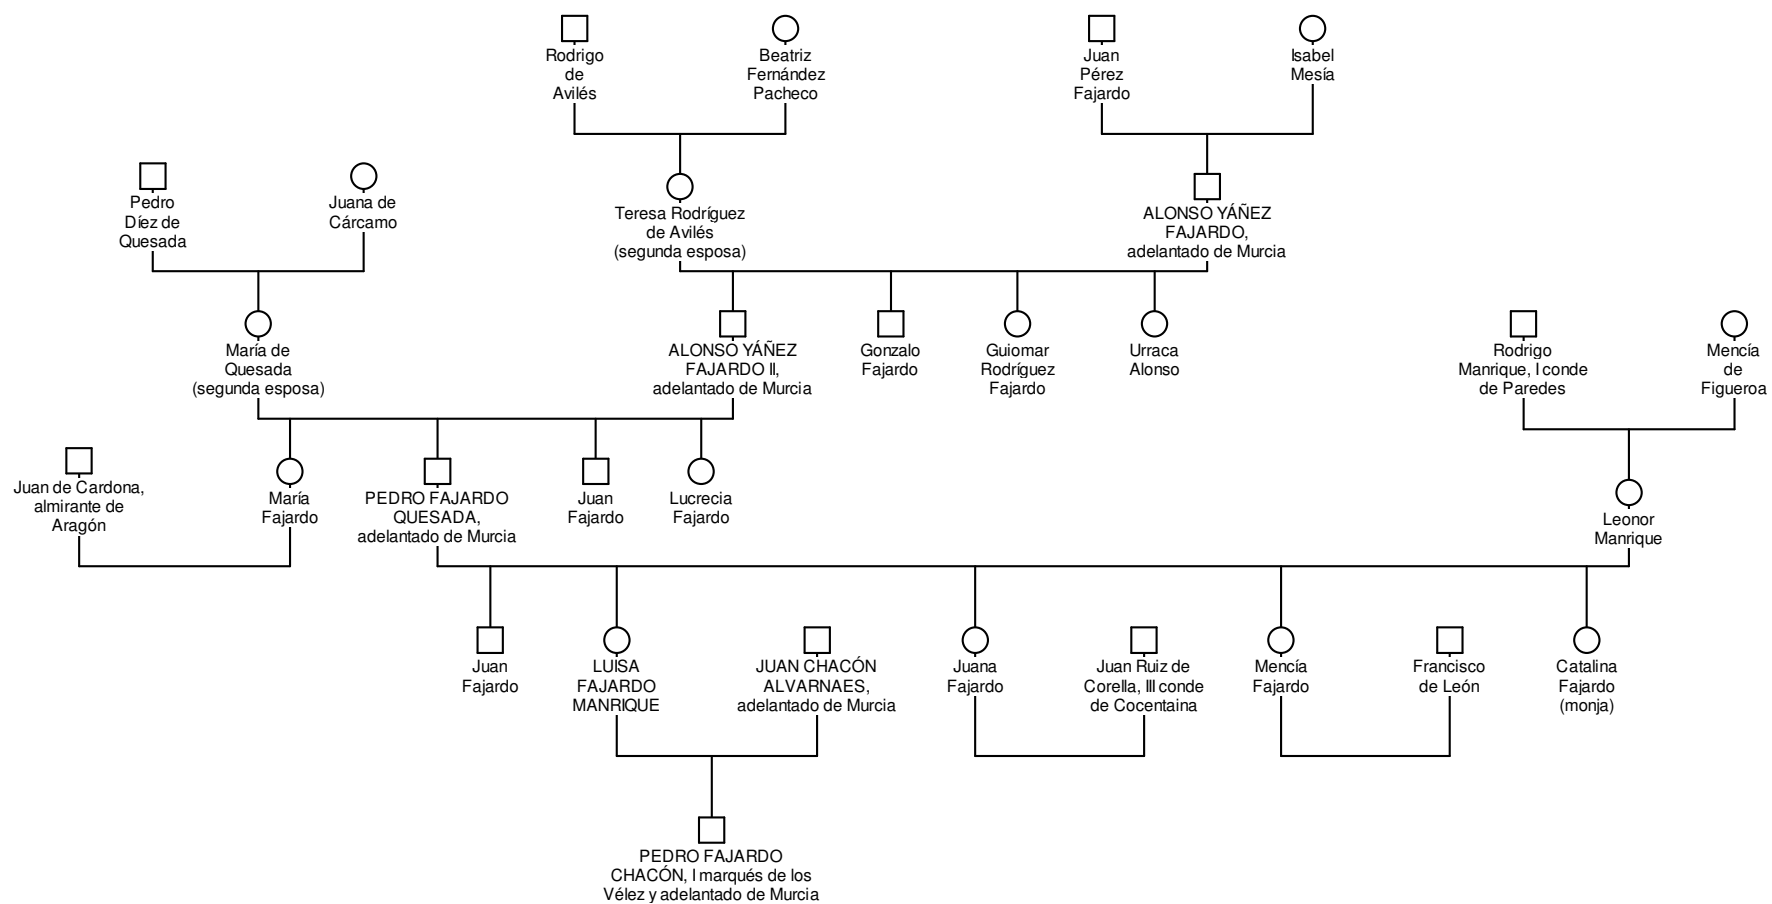 Rodrigo
de
Avilés
Beatriz
Fernández
Pacheco
Juan
Pérez
Fajardo
Isabel
Mesía
Pedro
Díez de
Quesada
Juana de
Cárcamo
Teresa Rodríguez
de Avilés
(segunda esposa)
ALONSO YÁÑEZ
FAJARDO,
adelantado de Murcia
María de
Quesada
(segunda esposa)
ALONSO YÁÑEZ
FAJARDO II,
adelantado de Murcia
Gonzalo
Fajardo
Guiomar
Rodríguez
Fajardo
Urraca
Alonso
Rodrigo
Manrique, I conde
de Paredes
Mencía
de
Figueroa
Juan de Cardona,
almirante de
Aragón
María
Fajardo
PEDRO FAJARDO
QUESADA,
adelantado de Murcia
Juan
Fajardo
Lucrecia
Fajardo
Leonor
Manrique
Juan
Fajardo
LUISA
FAJARDO
MANRIQUE
JUAN CHACÓN
ALVARNAES,
adelantado de Murcia
Juana
Fajardo
Juan Ruiz de
Corella, III conde
de Cocentaina
Mencía
Fajardo
Francisco
de León
Catalina
Fajardo
(monja)
PEDRO FAJARDO
CHACÓN, I marqués de los
Vélez y adelantado de Murcia